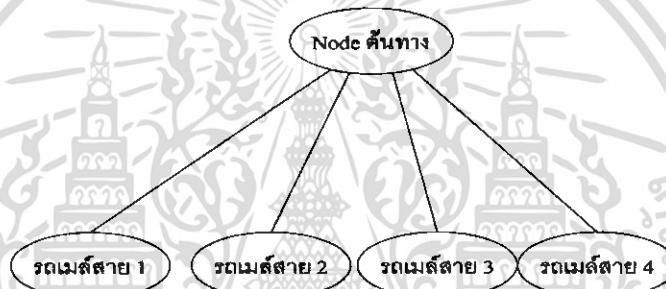 Node ต้นทาง
รถเมล์สาย 1
รถเมล์สาย 2
รถเมล์สาย 3
รถเมล์สาย 4